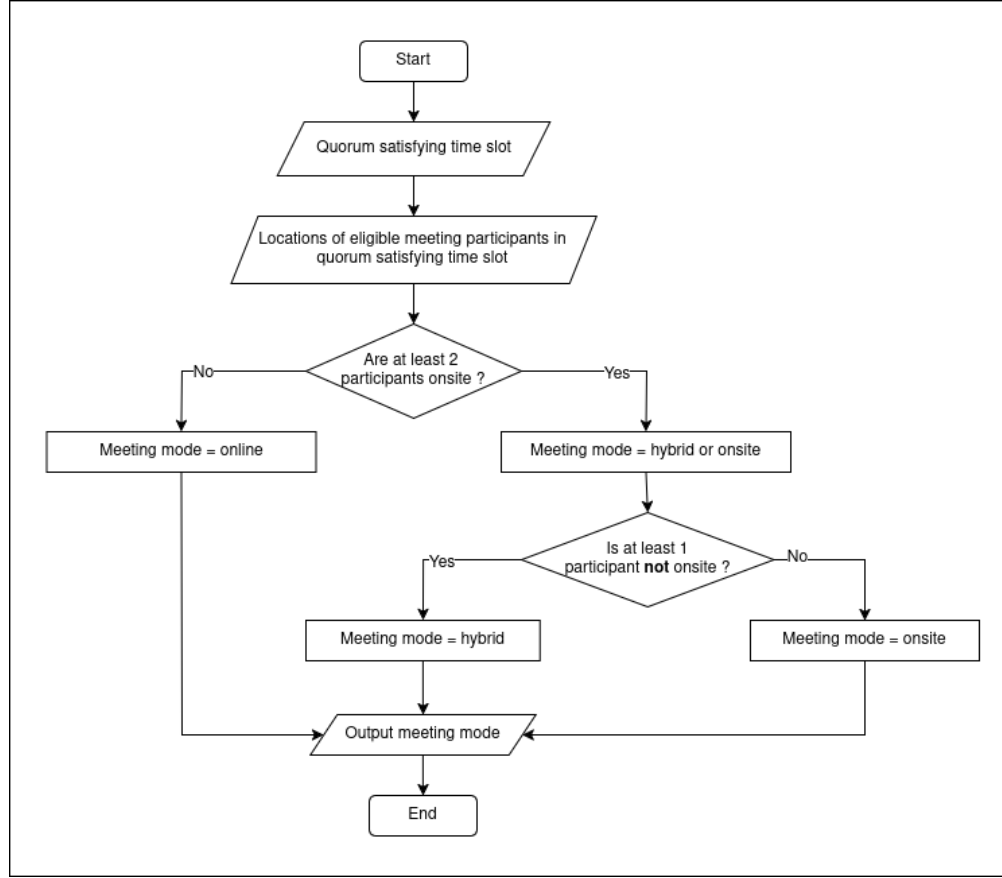 Start
Quorum satisfying time slot
Locations of eligible meeting participants in
quorum satisfying time slot
Are at least 2
participants onsite ?
No
Yes
Meeting mode = online
Meeting mode = hybrid or onsite
Is at least 1
participant not onsite ?
Yes
No
Meeting mode = hybrid
Meeting mode = onsite
Output meeting mode
End